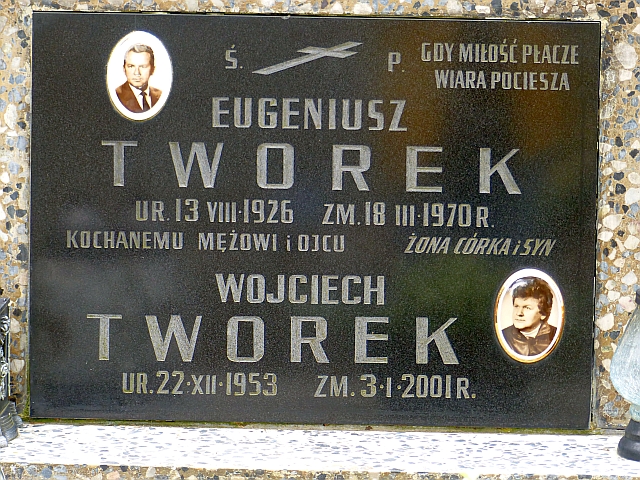 Ś. P. GDY MIŁOŚĆ PŁACZE
WIARA POCIESZA
EUGENIUSZ
TWOREK
UR. 13 VIII·1926 ZM. 18 III·1970 R.
KOCHANEMU MĘŻOWI i OJCU ŻONA CÓRKA i SYN
WOJCIECH
TWOREK
UR. 22·XII·1953 ZM. 3·I·2001 R.